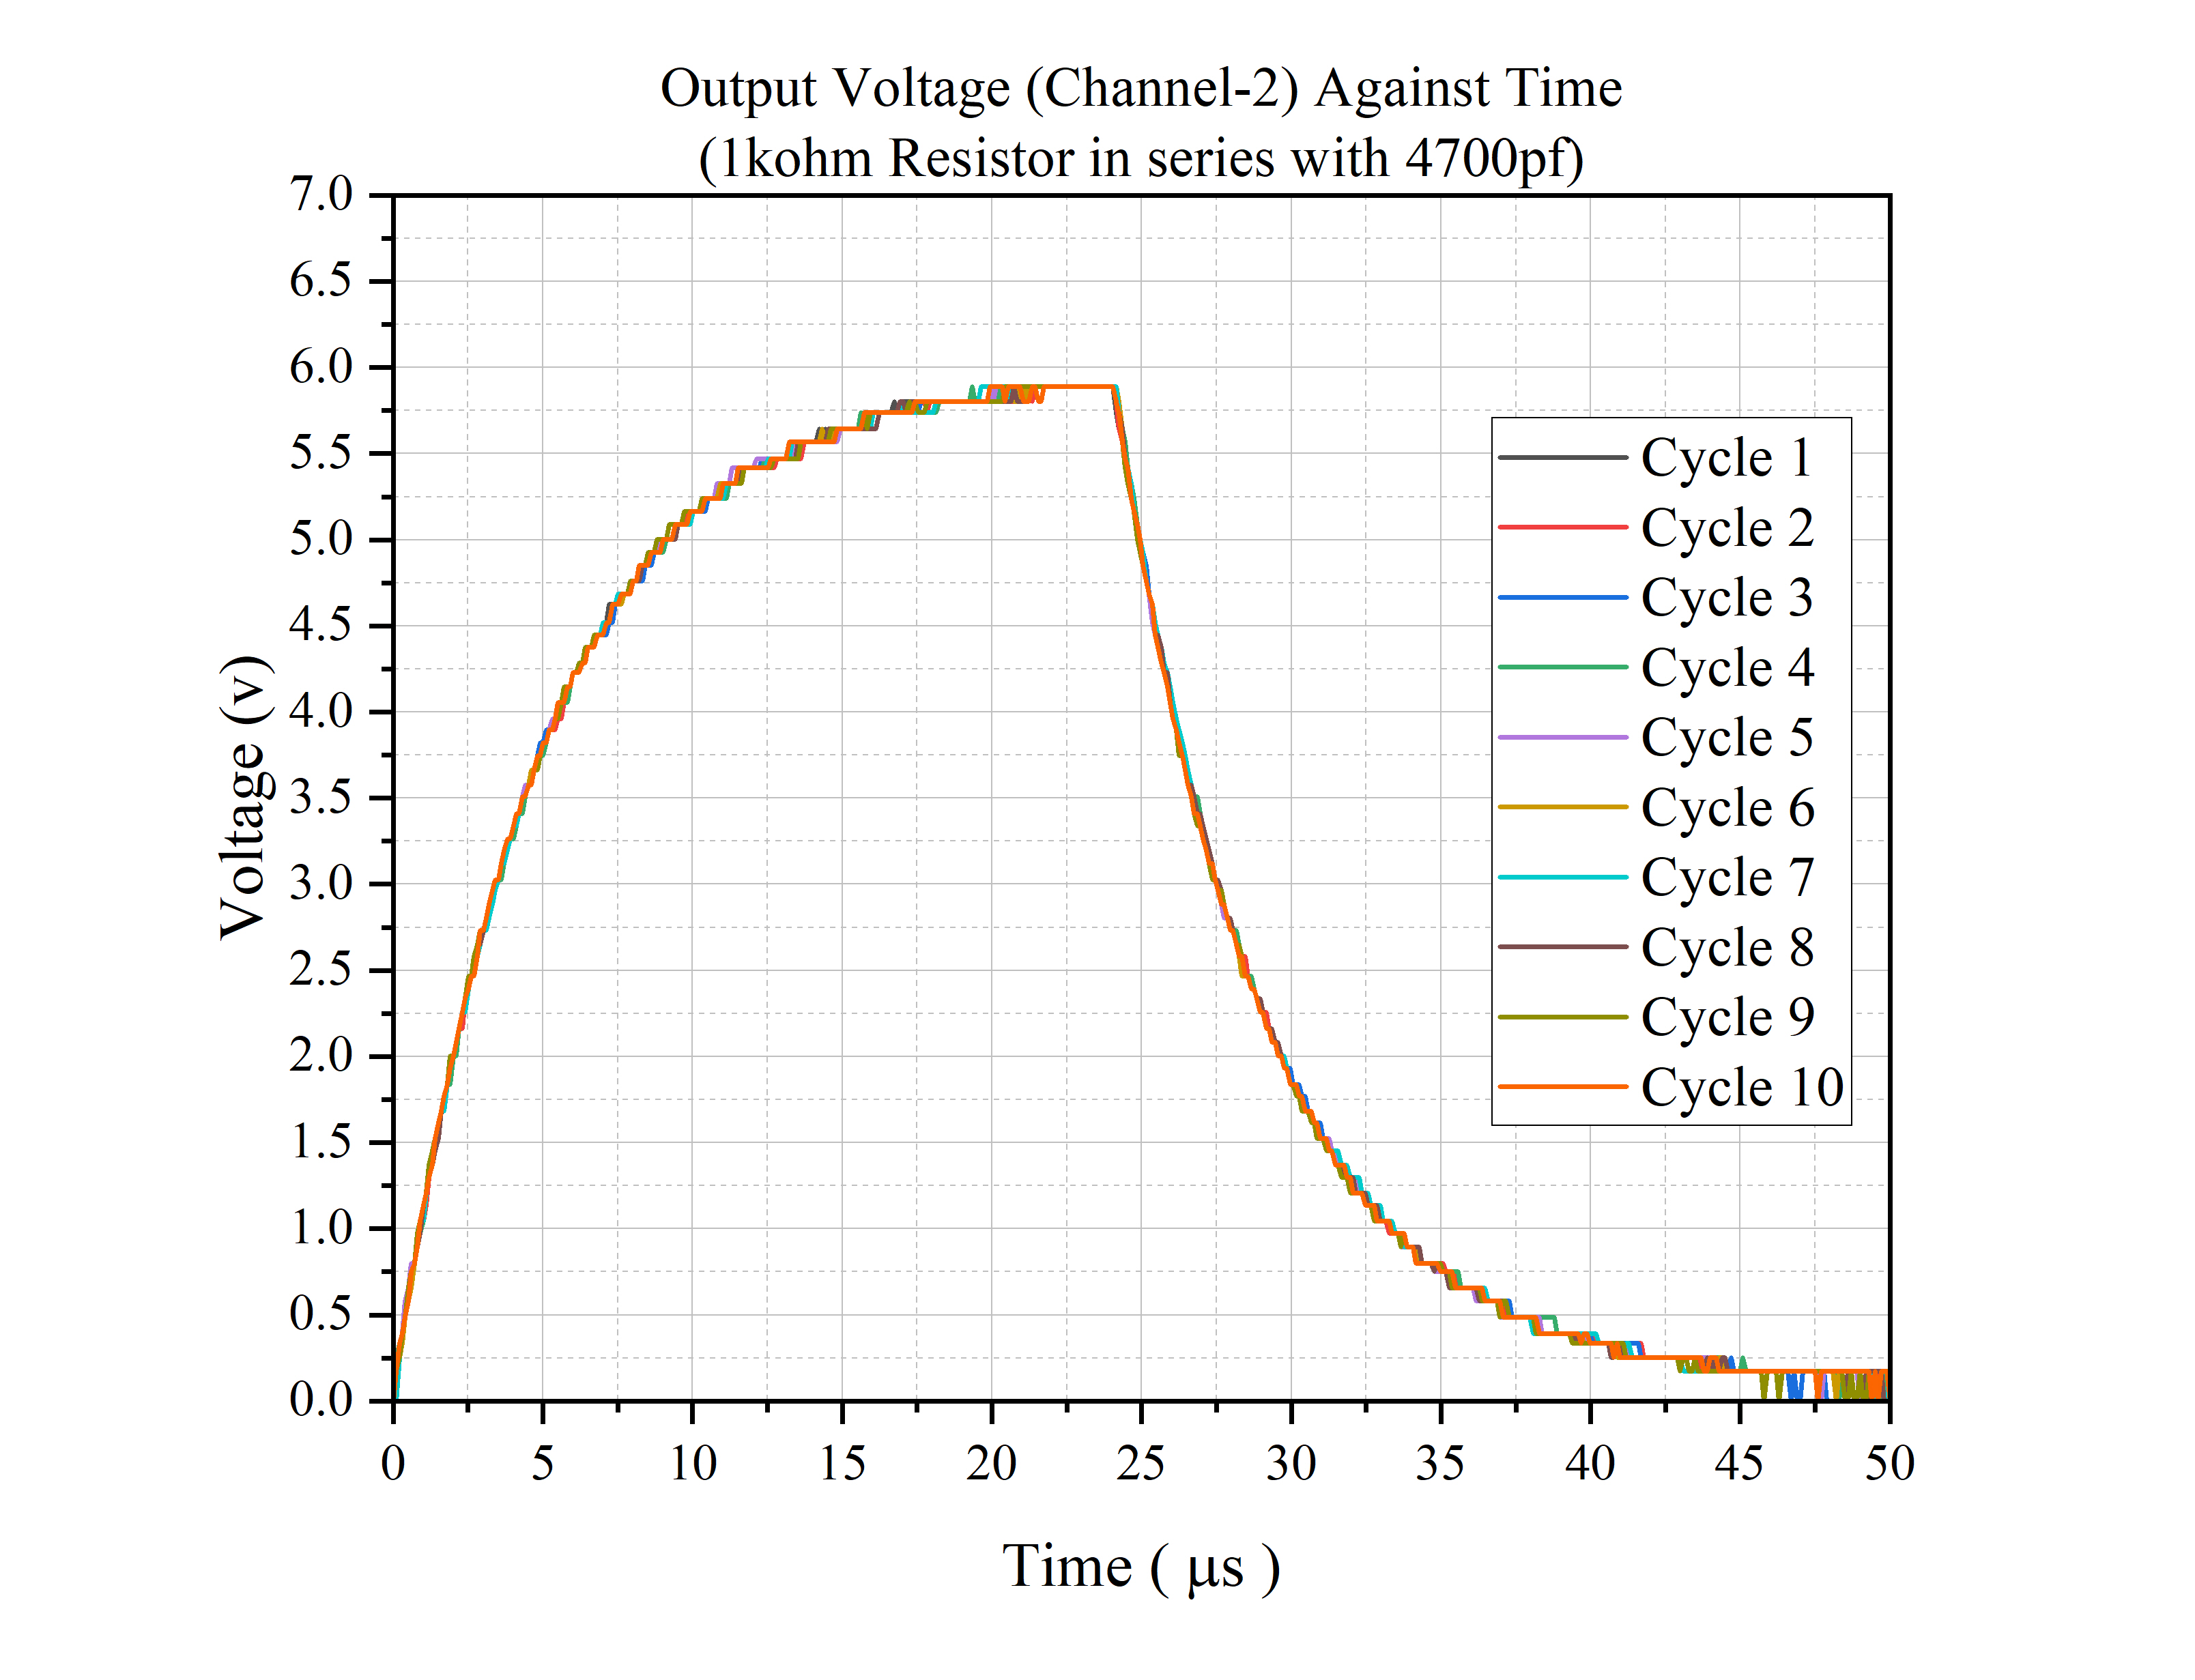 Output Voltage (Channel-2) Against Time
(1kohm Resistor in series with 4700pf)
7.0
6.5
6.0
5.5
5.0
4.5
4.0
3.5
3.0
2.5
2.0
1.5
1.0
0.5
0.0
Voltage (v)
Cycle 1
Cycle 2
Cycle 3
Cycle 4
Cycle 5
Cycle 6
Cycle 7
Cycle 8
Cycle 9
Cycle 10
0 5 10 15 20 25 30 35 40 45 50
Time ( μs )